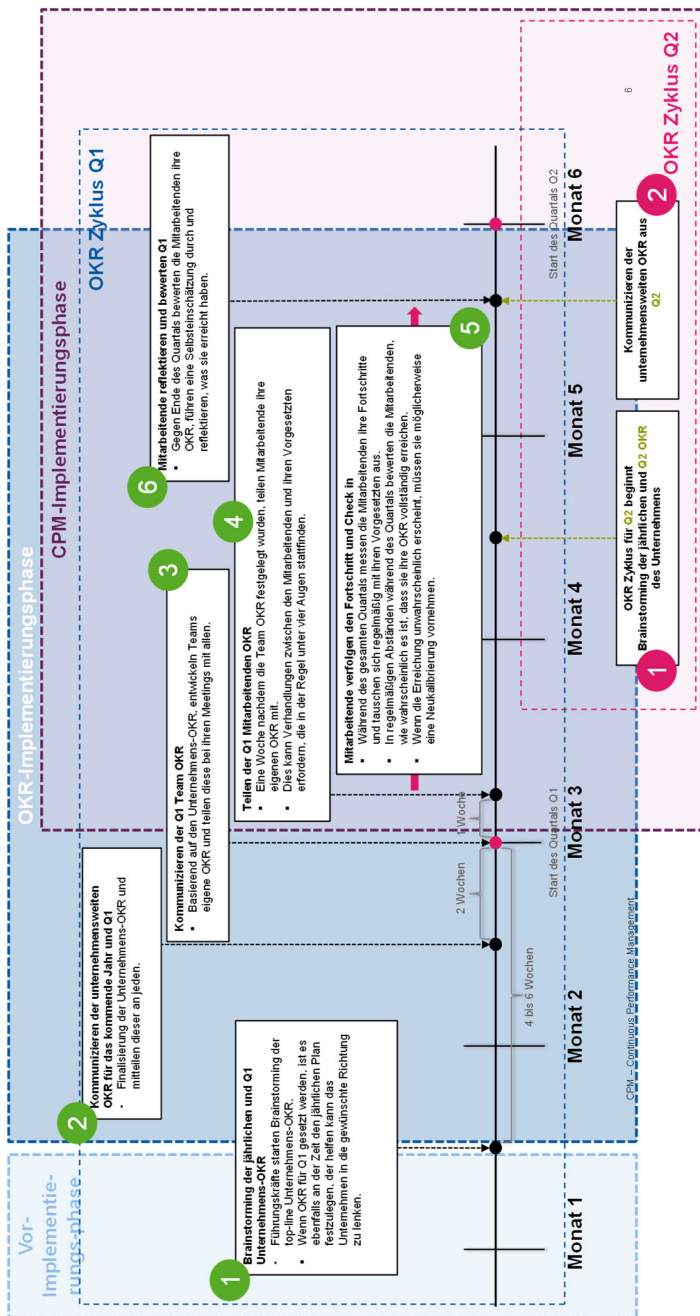 Vor-
Implementie-
rungs-phase
OKR-Implementierungsphase
CPM-Implementierungsphase
OKR Zyklus Q1
1
Brainstorming der jährlichen und Q1
Unternehmens-OKR
• Führungskräfte starten Brainstorming der
top-line Unternehmens-OKR.
▪ Wenn OKR für Q1 gesetzt werden, ist es
ebenfalls an der Zeit den jährlichen Plan
festzulegen, der helfen kann das
Unternehmen in die gewünschte Richtung
zu lenken.
2
Kommunizieren der unternehmensweiten
OKR für das kommende Jahr und Q1
• Finalisierung der Unternehmens-OKR und
mitteilen dieser an jeden.
3
Kommunizieren der Q1 Team OKR
▪ Basierend auf den Unternehmens-OKR, entwickeln Teams
eigene OKR und teilen diese bei ihren Meetings mit allen.
4
Teilen der Q1 Mitarbeitenden OKR
▪ Eine Woche nachdem die Team OKR festgelegt wurden, teilen Mitarbeitende ihre
eigenen OKR mit.
▪ Dies kann Verhandlungen zwischen den Mitarbeitenden und ihren Vorgesetzten
erfordern, die in der Regel unter vier Augen stattfinden.
5
Mitarbeitende verfolgen den Fortschritt und Check in
▪ Während des gesamten Quartals messen die Mitarbeitenden ihre Fortschritte
und tauschen sich regelmäßig mit ihren Vorgesetzten aus.
▪ In regelmäßigen Abständen während des Quartals bewerten die Mitarbeitenden,
wie wahrscheinlich es ist, dass sie ihre OKR vollständig erreichen.
▪ Wenn die Erreichung unwahrscheinlich erscheint, müssen sie möglicherweise
eine Neukalibrierung vornehmen.
6
Mitarbeitende reflektieren und bewerten Q1
▪ Gegen Ende des Quartals bewerten die Mitarbeitenden ihre
OKR, führen eine Selbsteinschätzung durch und
reflektieren, was sie erreicht haben.
4 bis 6 Wochen
2 Wochen
1 Woche
Start des Quartals Q1
Start des Quartals Q2
Monat 1
Monat 2
Monat 3
Monat 4
Monat 5
Monat 6
1
OKR Zyklus für Q2 beginnt
Brainstorming der jährlichen und Q2 OKR
des Unternehmens
2
Kommunizieren der
unternehmensweiten OKR aus
Q2
OKR Zyklus Q2
CPM – Continuous Performance Management
6